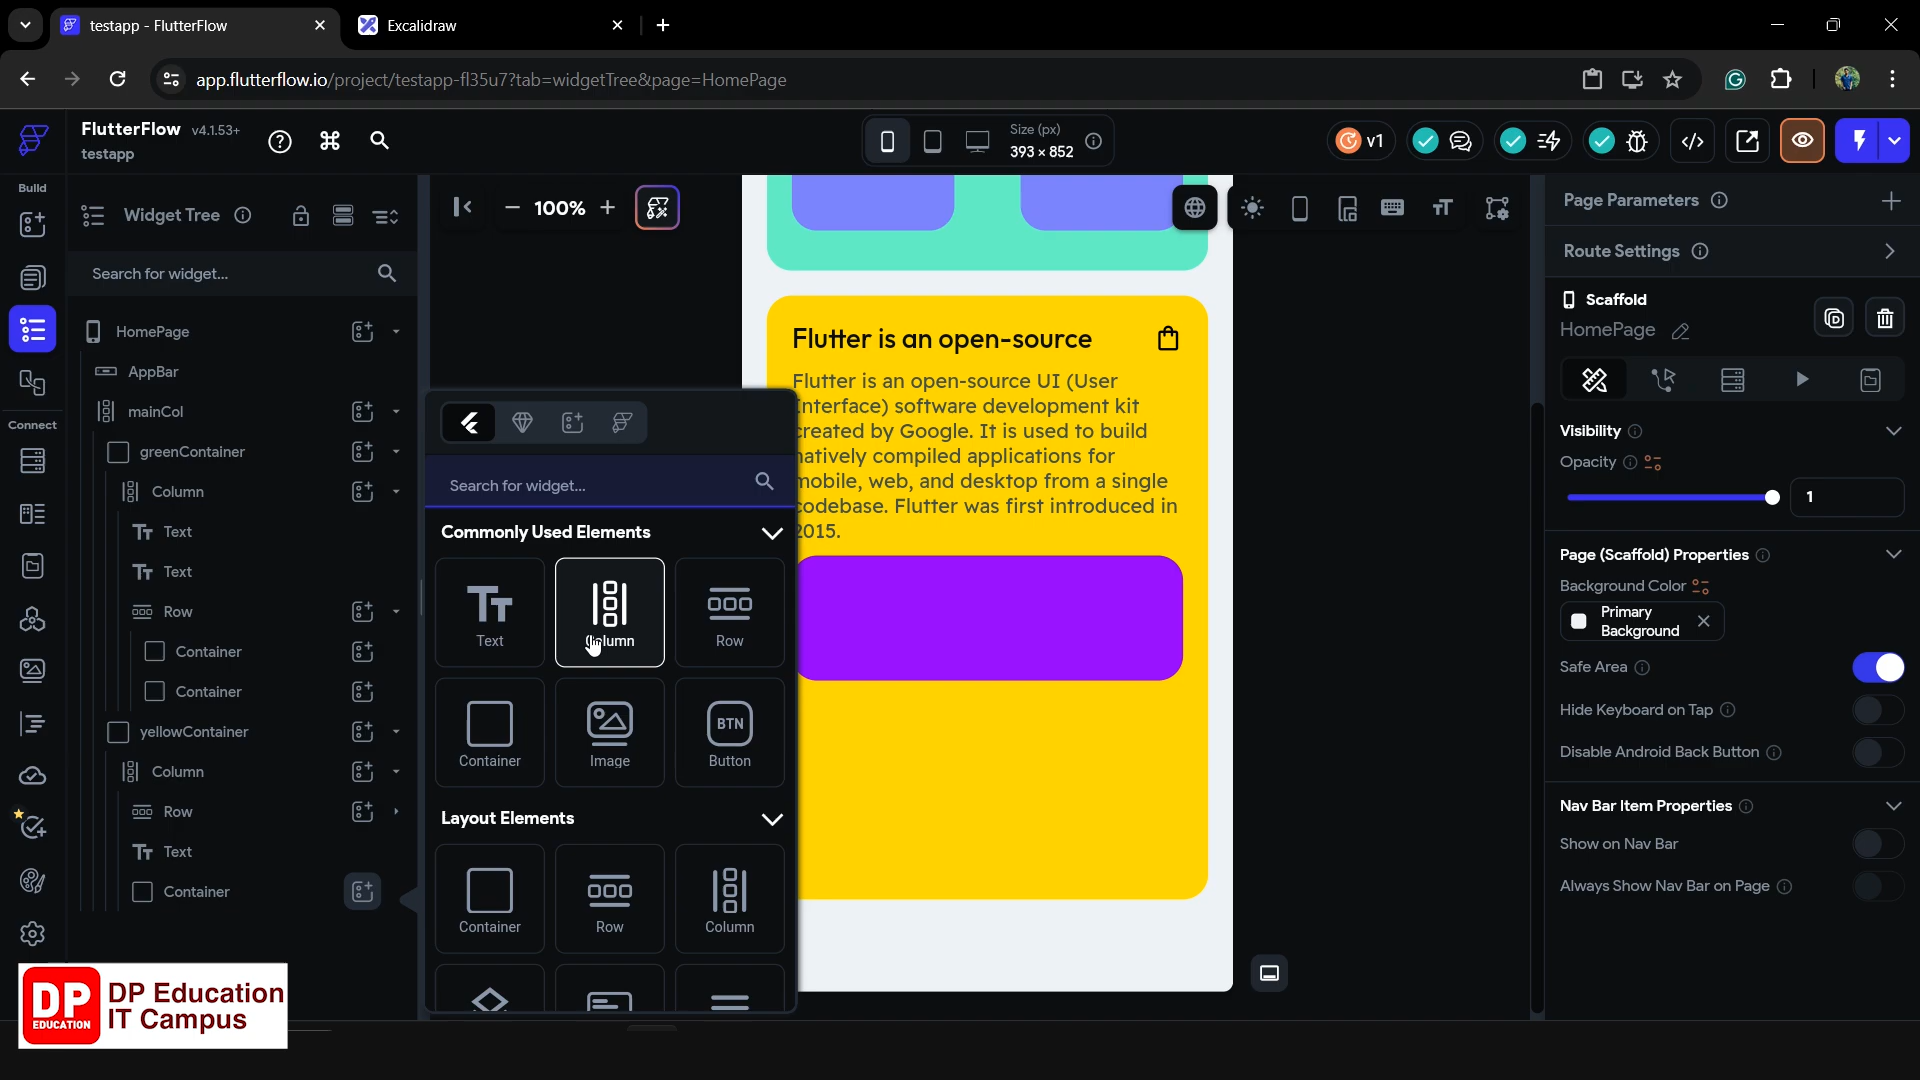 testapp - FlutterFlow
Excalidraw
app.flutterflow.io/project/testapp-fl35u7?tab=widgetTree&page=HomePage
FlutterFlow v4.1.53+
testapp
Size (px)
393 × 852
v1
Build
Connect
Widget Tree
Search for widget...
HomePage
AppBar
mainCol
greenContainer
Column
Text
Text
Row
Container
Container
yellowContainer
Column
Row
Text
Container
100%
Search for widget...
Commonly Used Elements
Text
Column
Row
Container
Image
BTN
Button
Layout Elements
Container
Row
Column
Flutter is an open-source
Flutter is an open-source UI (User
nterface) software development kit
created by Google. It is used to build
natively compiled applications for
mobile, web, and desktop from a single
codebase. Flutter was first introduced in
2015.
Page Parameters
Route Settings
Scaffold
HomePage
Visibility
Opacity
1
Page (Scaffold) Properties
Background Color
Primary
Background
Safe Area
Hide Keyboard on Tap
Disable Android Back Button
Nav Bar Item Properties
Show on Nav Bar
Always Show Nav Bar on Page
DP
EDUCATION
DP Education
IT Campus